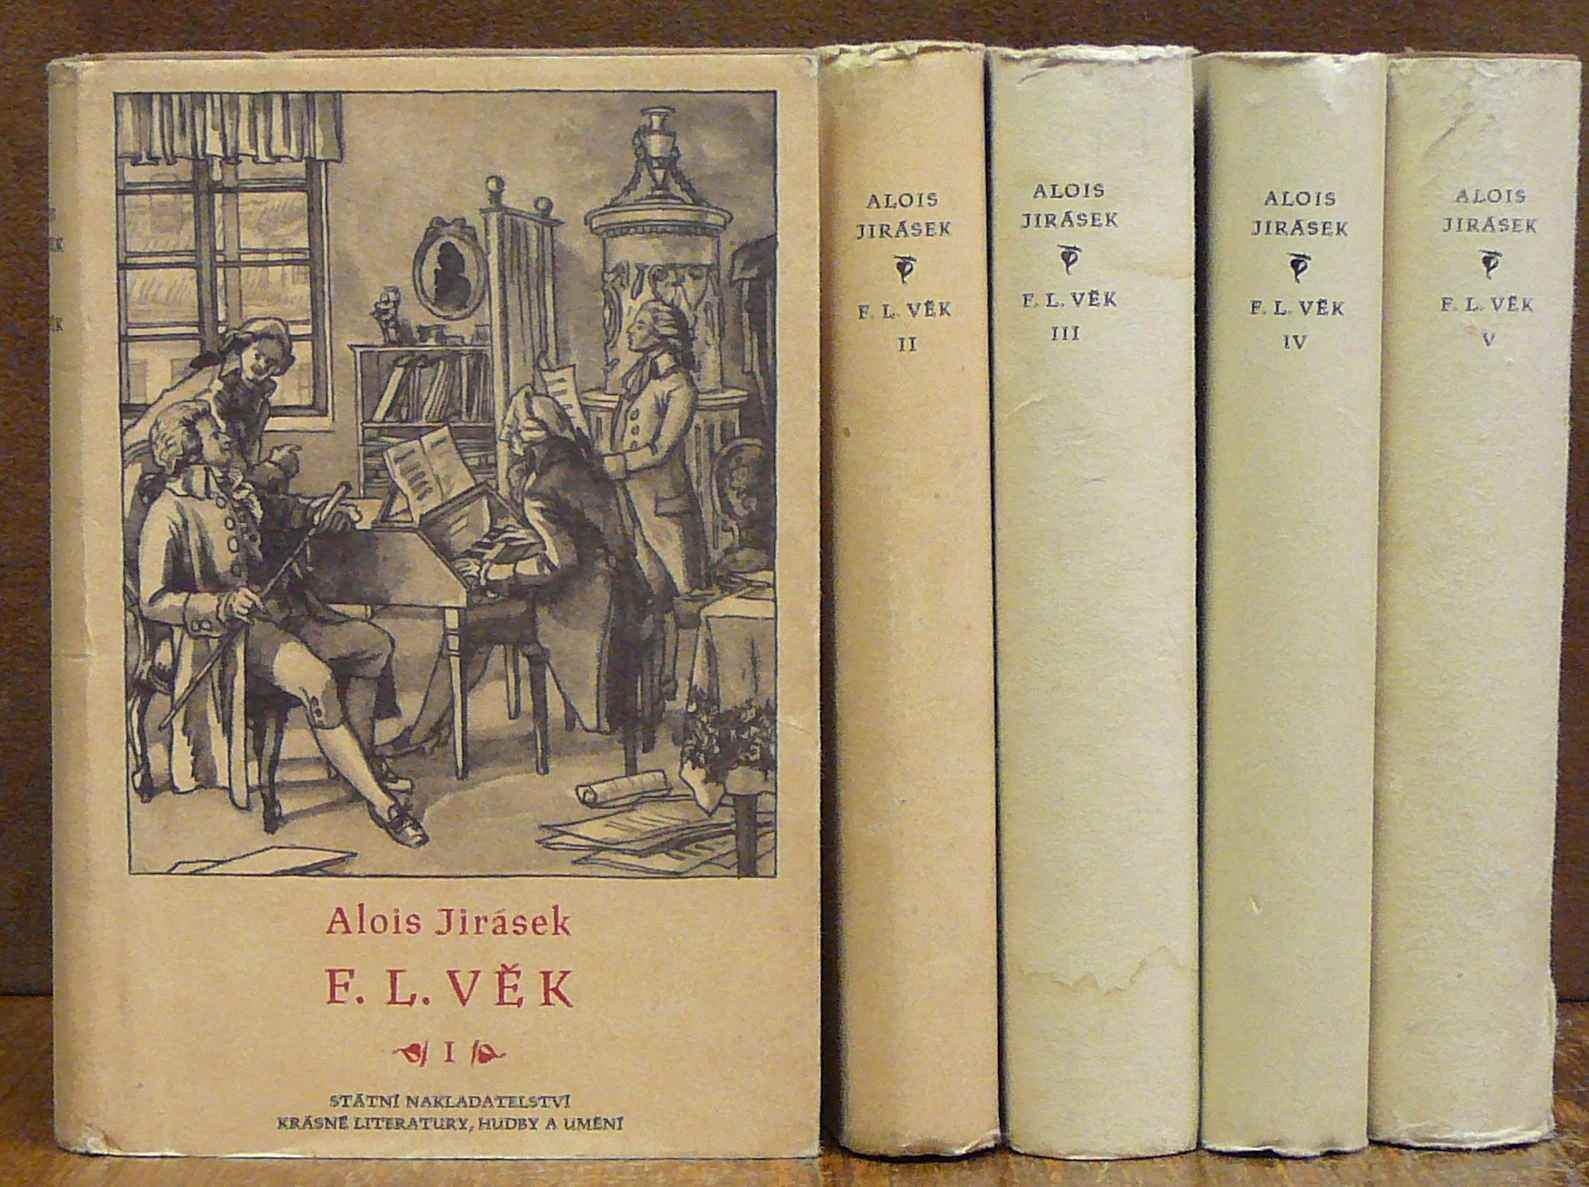 Alois Jirásek
F. L. VĚK
I
STÁTNÍ NAKLADATELSTVÍ
KRÁSNÉ LITERATURY, HUDBY A UMĚNÍ
ALOIS
JIRÁSEK
F. L. VĚK
II
ALOIS
JIRÁSEK
F. L. VĚK
III
ALOIS
JIRÁSEK
F. L. VĚK
IV
ALOIS
JIRÁSEK
F. L. VĚK
V